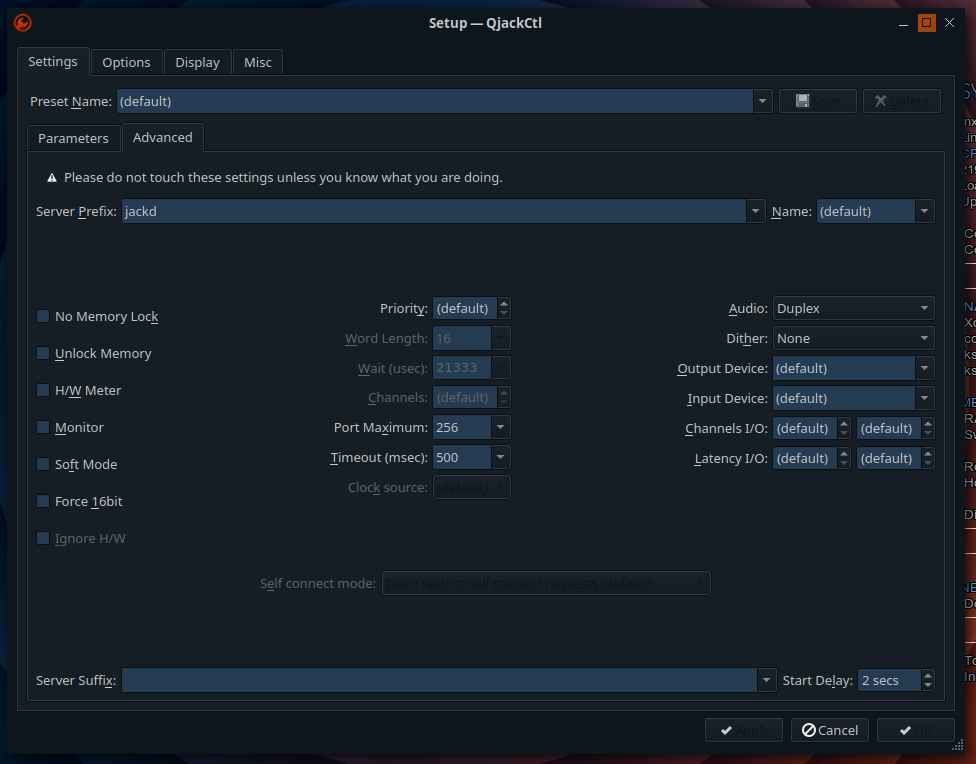 Setup — QjackCtl
Settings Options Display Misc
Preset Name: (default) Save Delete
Parameters Advanced
Please do not touch these settings unless you know what you are doing.
Server Prefix: jackd Name: (default)
No Memory Lock
Unlock Memory
H/W Meter
Monitor
Soft Mode
Force 16bit
Ignore H/W
Priority: (default)
Word Length: 16
Wait (usec): 21333
Channels: (default)
Port Maximum: 256
Timeout (msec): 500
Clock source: (default)
Audio: Duplex
Dither: None
Output Device: (default)
Input Device: (default)
Channels I/O: (default) (default)
Latency I/O: (default) (default)
Self connect mode: Don't restrict self connect requests (default)
Server Suffix: Start Delay: 2 secs
Apply Cancel OK